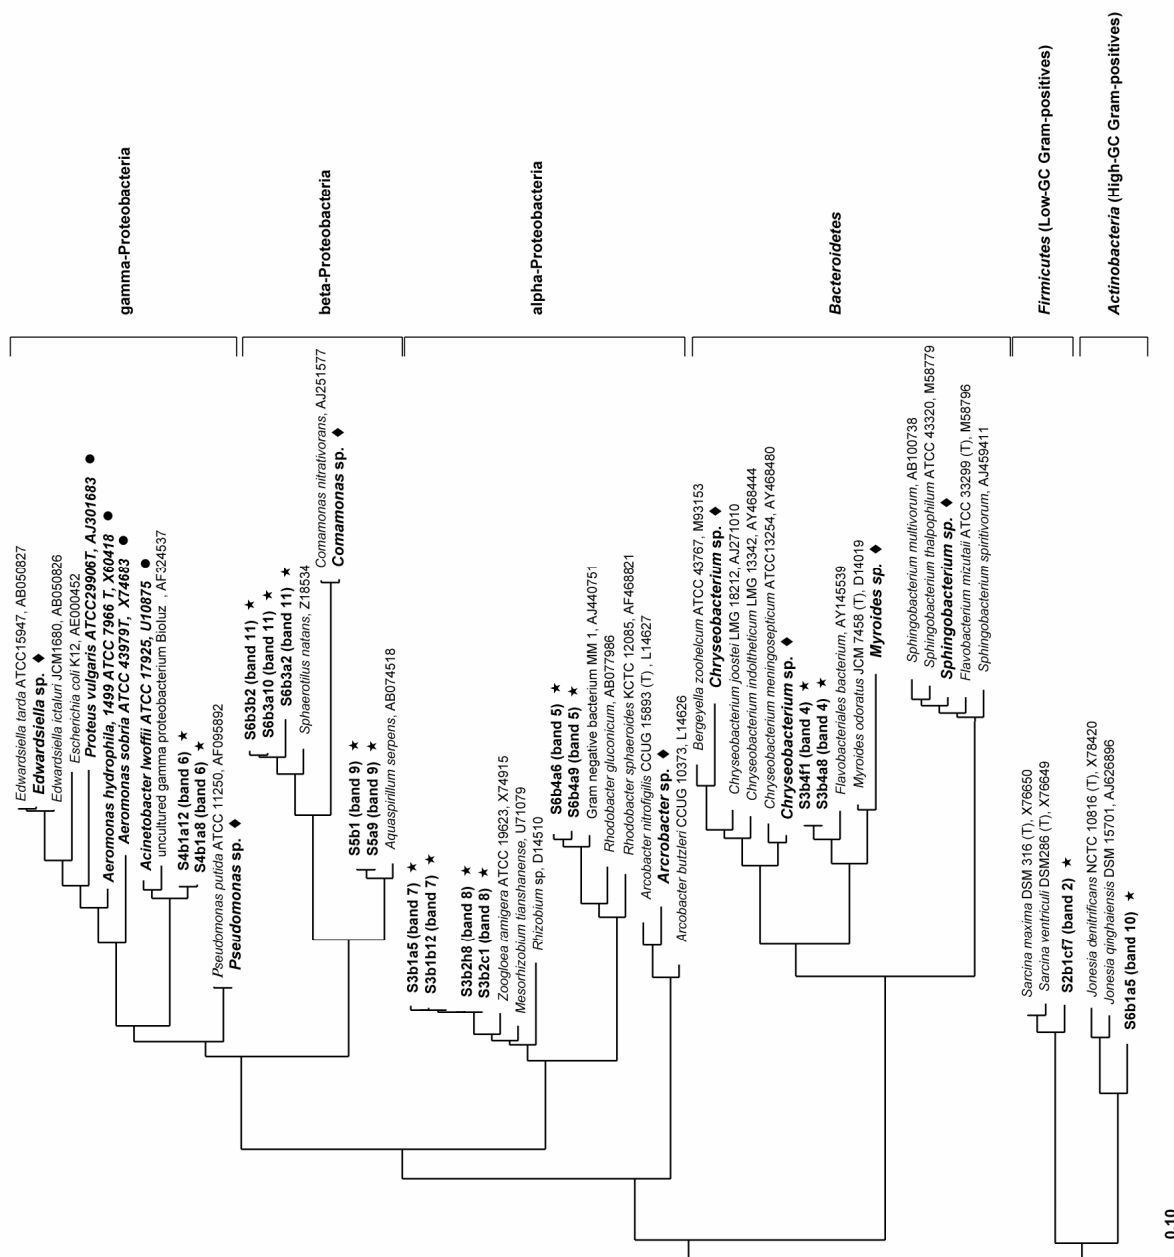 gamma-Proteobacteria
beta-Proteobacteria
alpha-Proteobacteria
Bacteroidetes
Firmicutes (Low-GC Gram-positives)
Actinobacteria (High-GC Gram-positives)
Edwardsiella tarda ATCC15947, AB050827
Edwardsiella sp. ♦
Edwardsiella ictaluri JCM1680, AB050826
Escherichia coli K12, AE000452
Proteus vulgaris ATCC29906T, AJ301683 ●
Aeromonas hydrophila, 1499 ATCC 7966 T, X60418 ●
Aeromonas sobria ATCC 43979T, X74683 ●
Acinetobacter lwoffii ATCC 17925, U10875 ●
uncultured gamma proteobacterium Bioluz , AF324537
S4b1a12 (band 6) ★
S4b1a8 (band 6) ★
Pseudomonas putida ATCC 11250, AF095892
Pseudomonas sp. ♦
S6b3b2 (band 11) ★
S6b3a10 (band 11) ★
S6b3a2 (band 11) ★
Sphaerotilus natans, Z18534
Comamonas nitrativorans, AJ251577
Comamonas sp. ♦
S5b1 (band 9) ★
S5a9 (band 9) ★
Aquaspirillum serpens, AB074518
S3b1a5 (band 7) ★
S3b1b12 (band 7) ★
S3b2h8 (band 8) ★
S3b2c1 (band 8) ★
Zoogloea ramigera ATCC 19623, X74915
Mesorhizobium tianshanense, U71079
Rhizobium sp, D14510
S6b4a6 (band 5) ★
S6b4a9 (band 5) ★
Gram negative bacterium MM 1, AJ440751
Rhodobacter gluconicum, AB077986
Rhodobacter sphaeroides KCTC 12085, AF468821
Arcobacter nitrofigilis CCUG 15893 (T) , L14627
Arcrobacter sp. ♦
Arcobacter butzleri CCUG 10373, L14626
Bergeyella zoohelcum ATCC 43767, M93153
Chryseobacterium sp. ♦
Chryseobacterium joostei LMG 18212, AJ271010
Chryseobacterium indoltheticum LMG 13342, AY468444
Chryseobacterium meningosepticum ATCC13254, AY468480
Chryseobacterium sp. ♦
S3b4f1 (band 4) ★
S3b4a8 (band 4) ★
Flavobacteriales bacterium, AY145539
Myroides odoratus JCM 7458 (T), D14019
Myroides sp. ♦
Sphingobacterium multivorum, AB100738
Sphingobacterium thalpophilum ATCC 43320, M58779
Sphingobacterium sp. ♦
Flavobacterium mizutaii ATCC 33299 (T), M58796
Sphingobacterium spiritivorum, AJ459411
Sarcina maxima DSM 316 (T), X76650
Sarcina ventriculi DSM286 (T), X76649
S2b1cf7 (band 2) ★
Jonesia denitrificans NCTC 10816 (T), X78420
Jonesia qinghaiensis DSM 15701, AJ626896
S6b1a5 (band 10) ★
0.10